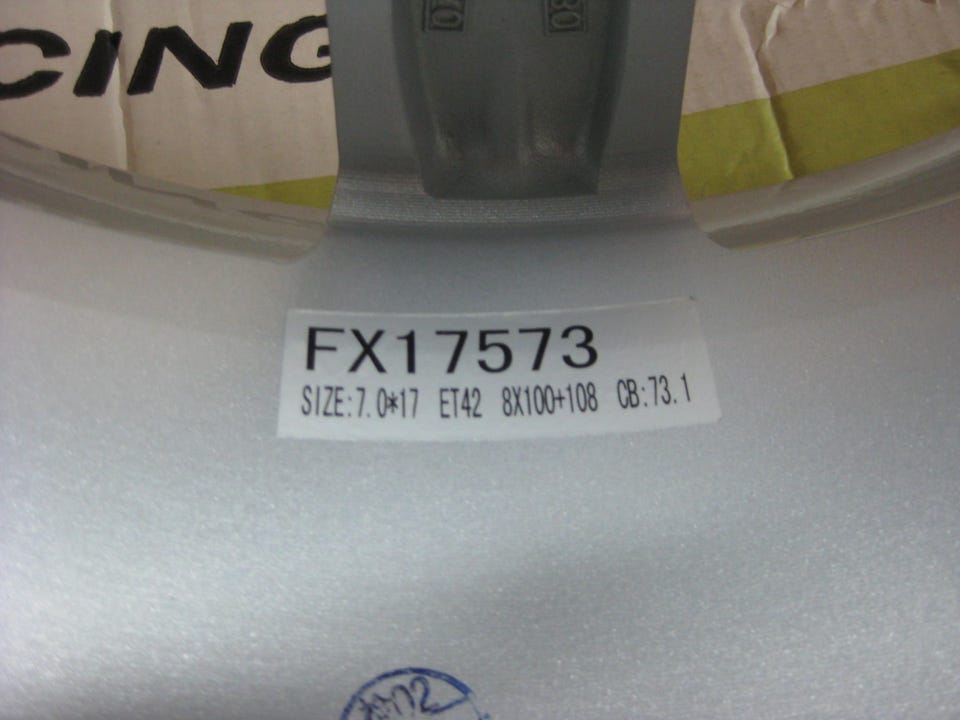 CING
FX17573
SIZE:7.0*17 ET42 8X100+108 CB:73.1